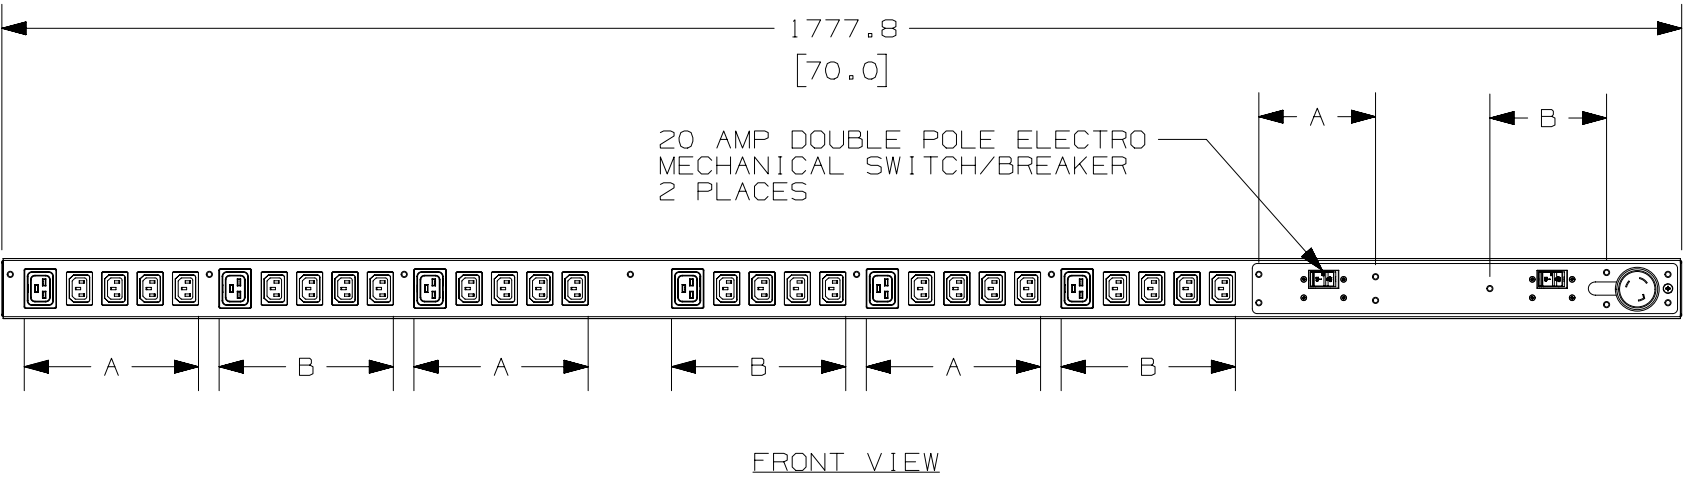 1777.8
[70.0]
A
B
20 AMP DOUBLE POLE ELECTRO
MECHANICAL SWITCH/BREAKER
2 PLACES
A
B
A
B
A
B
FRONT VIEW